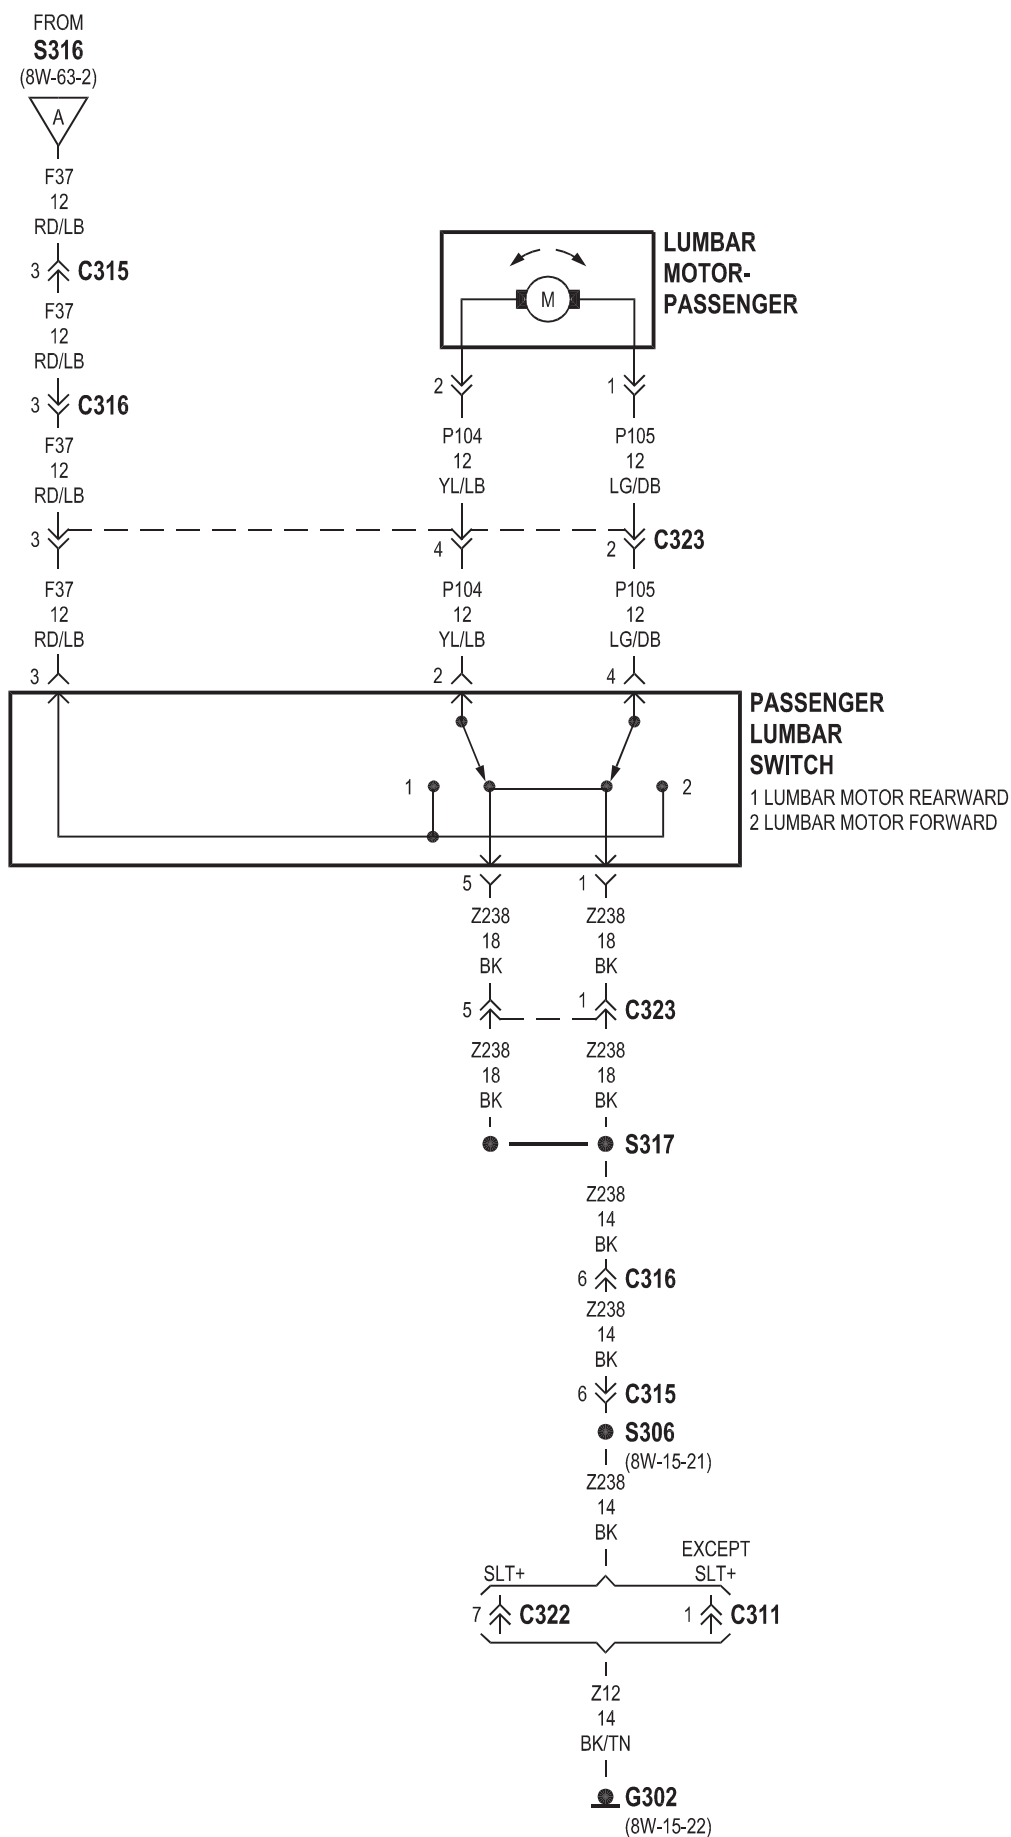 FROM
S316
(8W-63-2)
A
F37
12
RD/LB
3 C315
F37
12
RD/LB
3 C316
F37
12
RD/LB
LUMBAR
MOTOR-
PASSENGER
M
2 1
P104 P105
12 12
YL/LB LG/DB
3 4 2 C323
F37 P104 P105
12 12 12
RD/LB YL/LB LG/DB
3 2 4
PASSENGER
LUMBAR
SWITCH
1 LUMBAR MOTOR REARWARD
2 LUMBAR MOTOR FORWARD
1 2
5 1
Z238 Z238
18 18
BK BK
5 1 C323
Z238 Z238
18 18
BK BK
S317
Z238
14
BK
6 C316
Z238
14
BK
6 C315
S306
(8W-15-21)
Z238
14
BK
SLT+
EXCEPT
SLT+
7 C322 1 C311
Z12
14
BK/TN
G302
(8W-15-22)